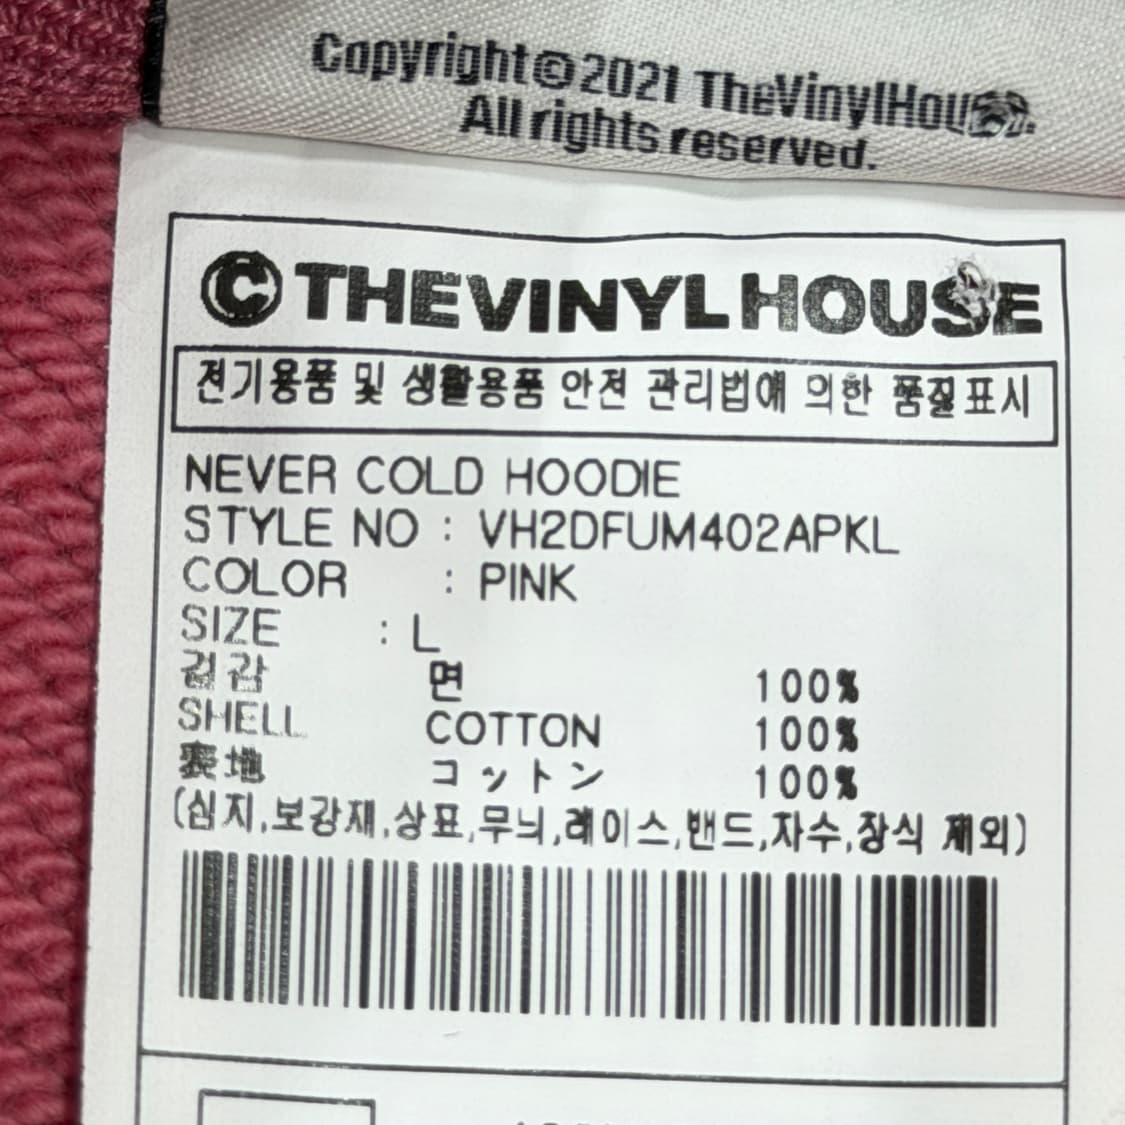 Copyright©2021 TheVinylHouse.
All rights reserved.
© THEVINYLHOUSE
전기용품 및 생활용품 안전 관리법에 의한 품질표시
NEVER COLD HOODIE
STYLE NO : VH2DFUM402APKL
COLOR : PINK
SIZE : L
겉감 면 100%
SHELL COTTON 100%
表地 コットン 100%
(심지,보강재,상표,무늬,레이스,밴드,자수,장식 제외)